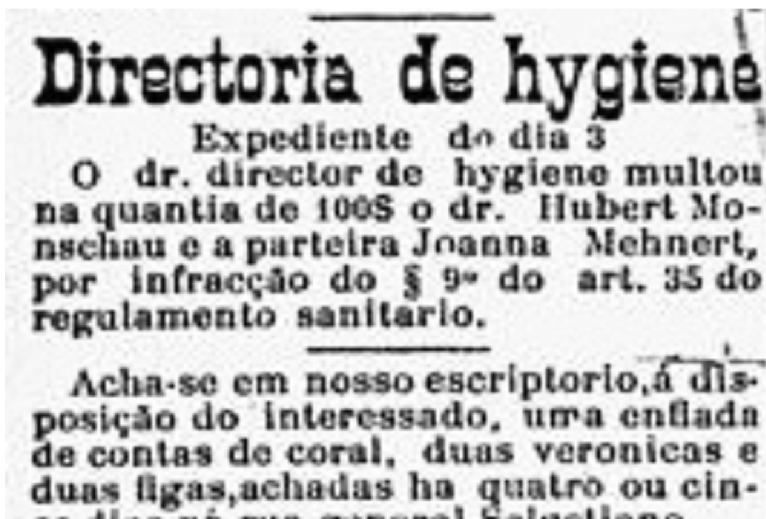 Directoria de hygiene
Expediente do dia 3
O dr. director de hygiene multou
na quantia de 100$ o dr. Hubert Mo-
nschau e a parteira Joanna Mehnert,
por infracção do § 9º do art. 35 do
regulamento sanitario.
Acha-se em nosso escriptorio, á dis-
posição do interessado, uma enfiada
de contas de coral, duas veronicas e
duas figas, achadas ha quatro ou cin-